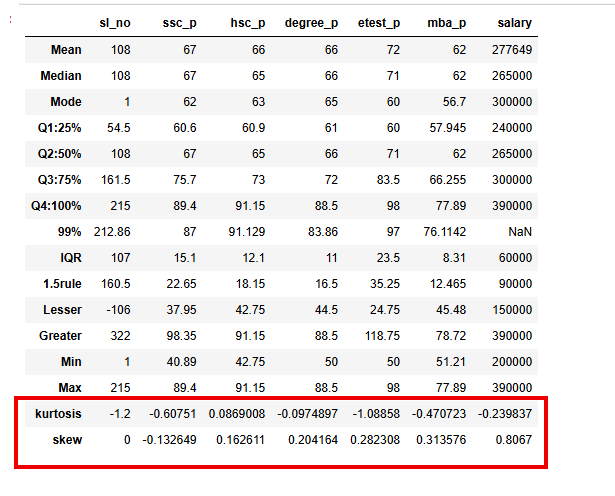 sl_no ssc_p hsc_p degree_p etest_p mba_p salary
Mean 108 67 66 66 72 62 277649
Median 108 67 65 66 71 62 265000
Mode 1 62 63 65 60 56.7 300000
Q1:25% 54.5 60.6 60.9 61 60 57.945 240000
Q2:50% 108 67 65 66 71 62 265000
Q3:75% 161.5 75.7 73 72 83.5 66.255 300000
Q4:100% 215 89.4 91.15 88.5 98 77.89 390000
99% 212.86 87 91.129 83.86 97 76.1142 NaN
IQR 107 15.1 12.1 11 23.5 8.31 60000
1.5rule 160.5 22.65 18.15 16.5 35.25 12.465 90000
Lesser -106 37.95 42.75 44.5 24.75 45.48 150000
Greater 322 98.35 91.15 88.5 118.75 78.72 390000
Min 1 40.89 42.75 50 50 51.21 200000
Max 215 89.4 91.15 88.5 98 77.89 390000
kurtosis -1.2 -0.60751 0.0869008 -0.0974897 -1.08858 -0.470723 -0.239837
skew 0 -0.132649 0.162611 0.204164 0.282308 0.313576 0.8067